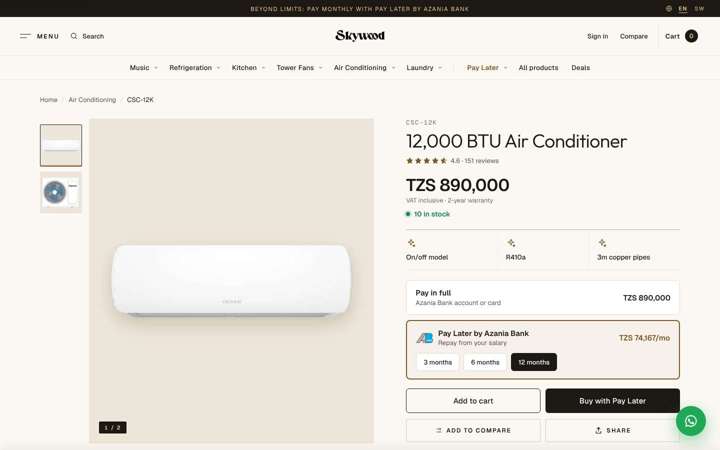 BEYOND LIMITS: PAY MONTHLY WITH PAY LATER BY AZANIA BANK
EN SW
MENU Search Skywood Sign in Compare Cart 0
Music Refrigeration Kitchen Tower Fans Air Conditioning Laundry Pay Later All products Deals
Home / Air Conditioning / CSC-12K
CSC-12K
12,000 BTU Air Conditioner
4.6 · 151 reviews
TZS 890,000
VAT inclusive · 2-year warranty
10 in stock
On/off model
R410a
3m copper pipes
Pay in full
Azania Bank account or card
TZS 890,000
Pay Later by Azania Bank
Repay from your salary
TZS 74,167/mo
3 months 6 months 12 months
Add to cart Buy with Pay Later
ADD TO COMPARE SHARE
1 / 2